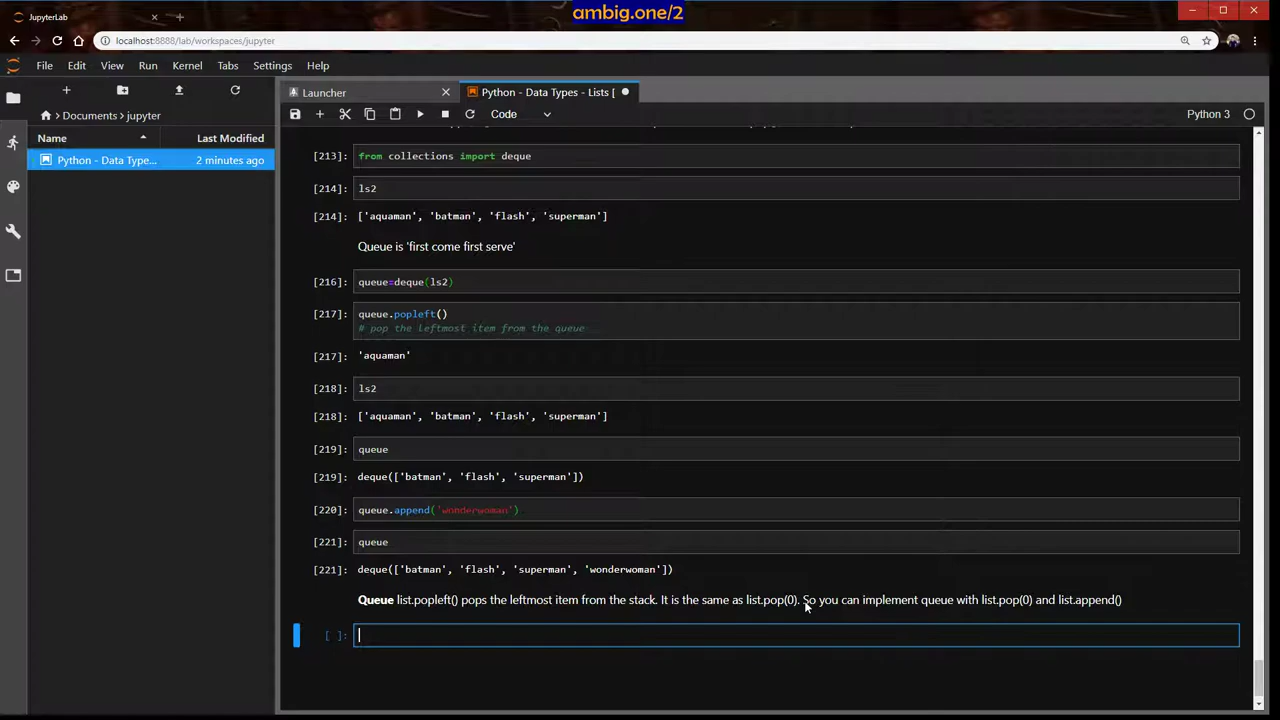 ambig.one/2
JupyterLab
localhost:8888/lab/workspaces/jupyter
File Edit View Run Kernel Tabs Settings Help
Launcher
Python - Data Types - Lists [
Documents jupyter
Code
Python 3
Name Last Modified
Python - Data Type... 2 minutes ago
[213]: from collections import deque
[214]: ls2
[214]: ['aquaman', 'batman', 'flash', 'superman']
Queue is 'first come first serve'
[216]: queue=deque(ls2)
[217]: queue.popleft()
# pop the leftmost item from the queue
[217]: 'aquaman'
[218]: ls2
[218]: ['aquaman', 'batman', 'flash', 'superman']
[219]: queue
[219]: deque(['batman', 'flash', 'superman'])
[220]: queue.append('wonderwoman')
[221]: queue
[221]: deque(['batman', 'flash', 'superman', 'wonderwoman'])
Queue list.popleft() pops the leftmost item from the stack. It is the same as list.pop(0). So you can implement queue with list.pop(0) and list.append()
[ ]: